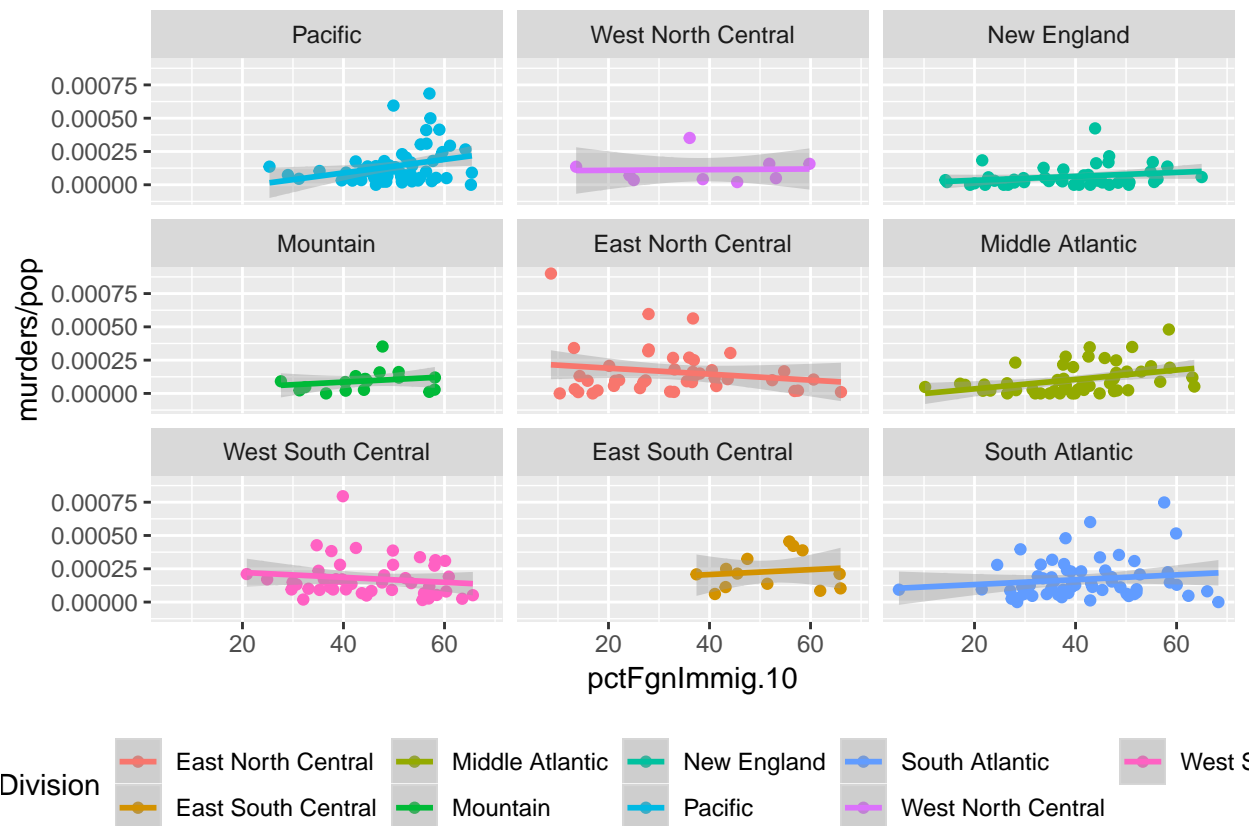 Pacific West North Central New England
0.00075
0.00050
0.00025
0.00000
Mountain East North Central Middle Atlantic
0.00075
0.00050
0.00025
0.00000
West South Central East South Central South Atlantic
0.00075
0.00050
0.00025
0.00000
20 40 60 20 40 60 20 40 60
murders/pop
pctFgnImmig.10
Division
East North Central Middle Atlantic New England South Atlantic West S
East South Central Mountain Pacific West North Central